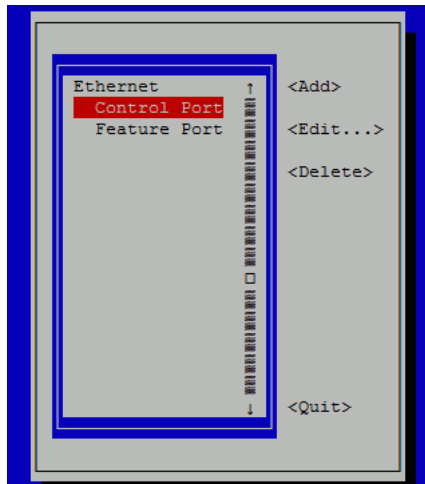 Ethernet ↑ <Add>
Control Port
Feature Port <Edit...>
<Delete>
↓ <Quit>